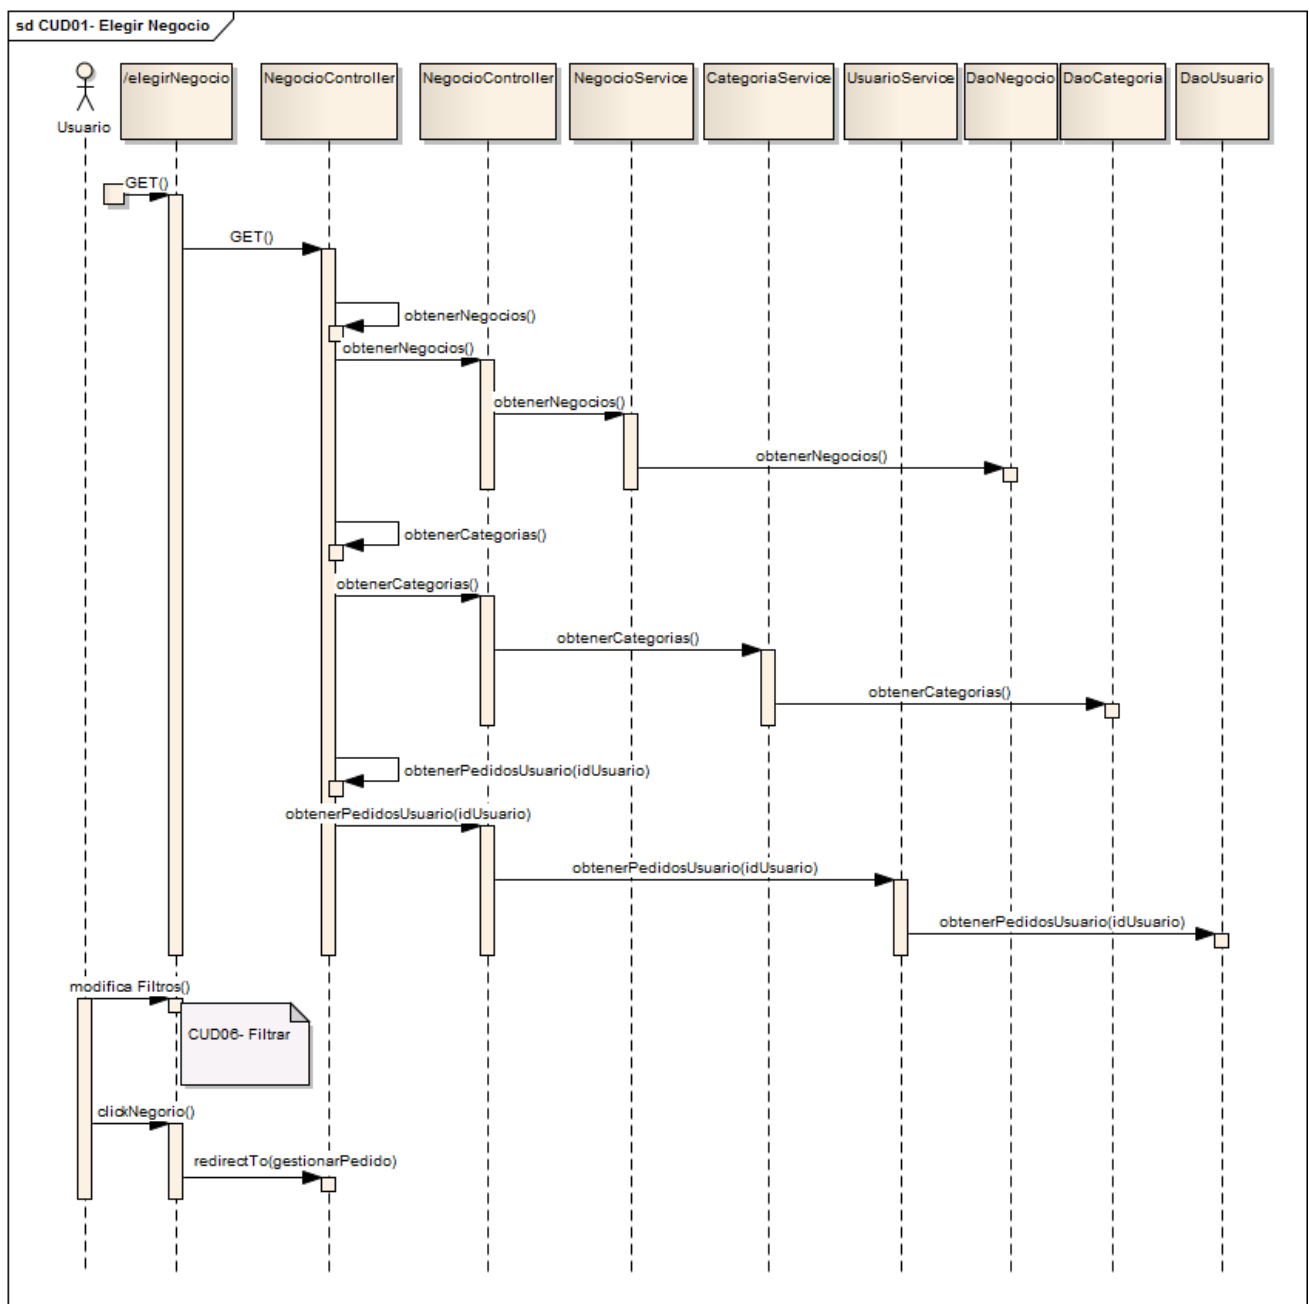 sd CUD01- Elegir Negocio
Usuario
/elegirNegocio
NegocioController
NegocioController
NegocioService
CategoriaService
UsuarioService
DaoNegocio
DaoCategoria
DaoUsuario
GET()
GET()
obtenerNegocios()
obtenerNegocios()
obtenerNegocios()
obtenerNegocios()
obtenerCategorias()
obtenerCategorias()
obtenerCategorias()
obtenerCategorias()
obtenerPedidosUsuario(idUsuario)
obtenerPedidosUsuario(idUsuario)
obtenerPedidosUsuario(idUsuario)
obtenerPedidosUsuario(idUsuario)
modifica Filtros()
CUD06- Filtrar
clickNegorio()
redirectTo(gestionarPedido)